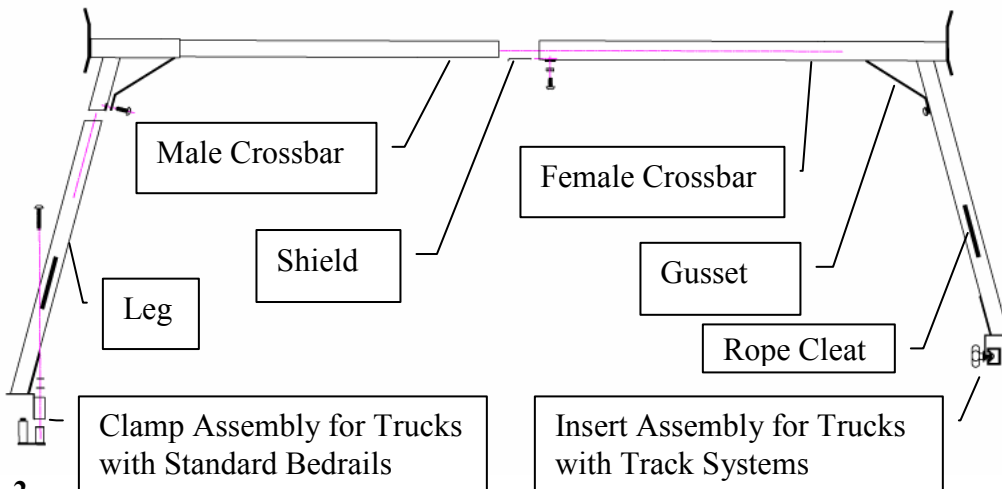 Male Crossbar
Female Crossbar
Shield
Gusset
Leg
Rope Cleat
Clamp Assembly for Trucks
with Standard Bedrails
Insert Assembly for Trucks
with Track Systems
2